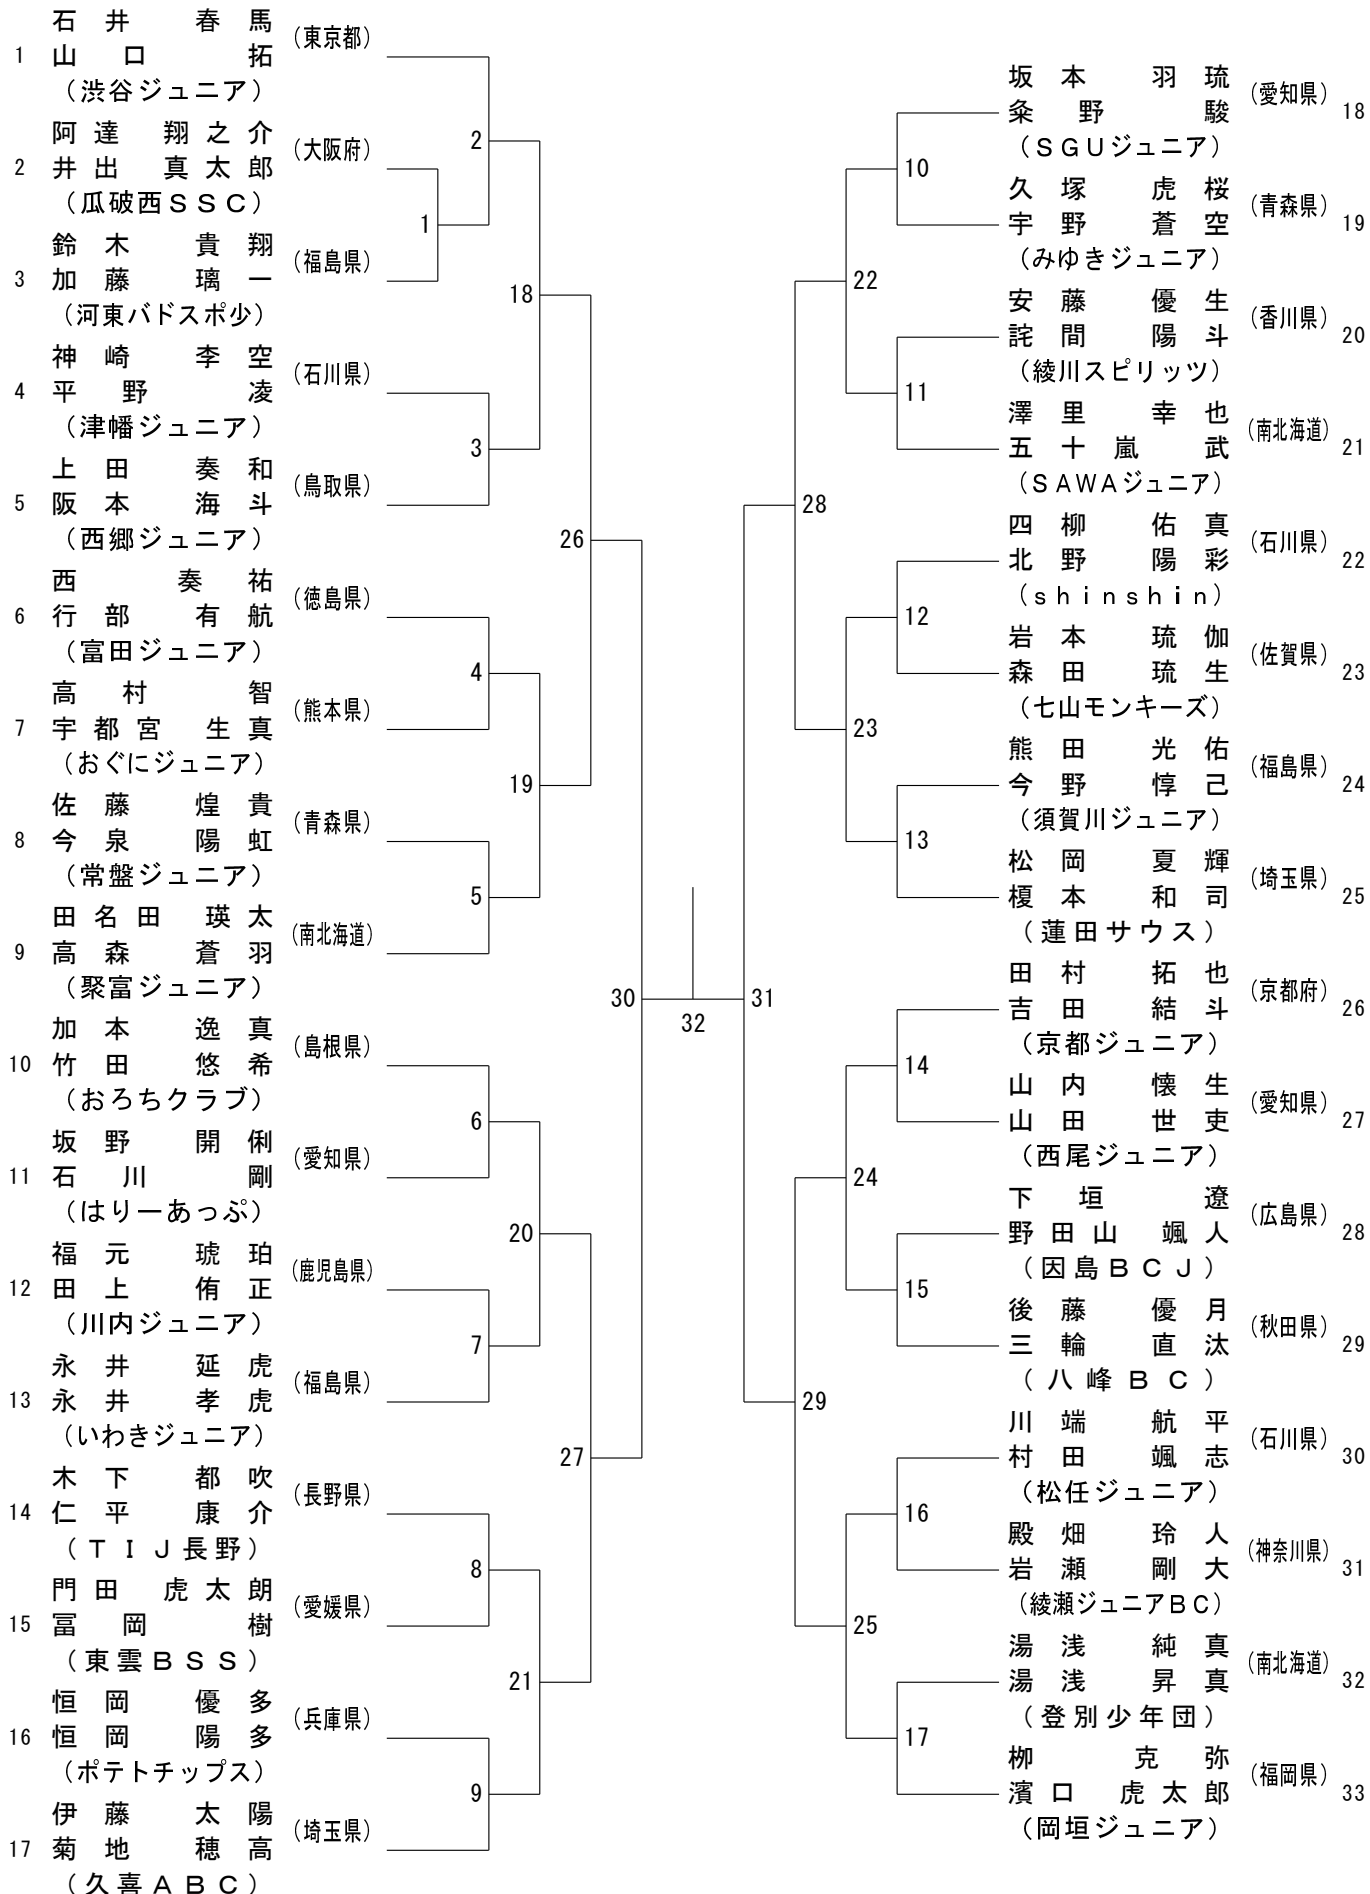 石井 春馬
(東京都)
1 山口 拓
(渋谷ジュニア)
阿達 翔之介
(大阪府)
2 井出 真太郎
(瓜破西SSC)
鈴木 貴翔
(福島県)
3 加藤 璃一
(河東バドスポ少)
神崎 李空
(石川県)
4 平野 凌
(津幡ジュニア)
上田 奏和
(鳥取県)
5 阪本 海斗
(西郷ジュニア)
西 奏祐
(徳島県)
6 行部 有航
(富田ジュニア)
高村 智
(熊本県)
7 宇都宮 生真
(おぐにジュニア)
佐藤 煌貴
(青森県)
8 今泉 陽虹
(常盤ジュニア)
田名田 瑛太
(南北海道)
9 高森 蒼羽
(聚富ジュニア)
加本 逸真
(島根県)
10 竹田 悠希
(おろちクラブ)
坂野 開俐
(愛知県)
11 石川 剛
(はりーあっぷ)
福元 琥珀
(鹿児島県)
12 田上 侑正
(川内ジュニア)
永井 延虎
(福島県)
13 永井 孝虎
(いわきジュニア)
木下 都吹
(長野県)
14 仁平 康介
(TIJ長野)
門田 虎太朗
(愛媛県)
15 冨岡 樹
(東雲BSS)
恒岡 優多
(兵庫県)
16 恒岡 陽多
(ポテトチップス)
伊藤 太陽
(埼玉県)
17 菊地 穂高
(久喜ABC)
1
2
3
4
5
6
7
8
9
18
19
20
21
26
27
30
32
31
28
29
22
23
24
25
10
11
12
13
14
15
16
17
坂本 羽琉
(愛知県)
粂野 駿 18
(SGUジュニア)
久塚 虎桜
(青森県)
宇野 蒼空 19
(みゆきジュニア)
安藤 優生
(香川県)
詫間 陽斗 20
(綾川スピリッツ)
澤里 幸也
(南北海道)
五十嵐 武 21
(SAWAジュニア)
四柳 佑真
(石川県)
北野 陽彩 22
(shinshin)
岩本 琉伽
(佐賀県)
森田 琉生 23
(七山モンキーズ)
熊田 光佑
(福島県)
今野 惇己 24
(須賀川ジュニア)
松岡 夏輝
(埼玉県)
榎本 和司 25
(蓮田サウス)
田村 拓也
(京都府)
吉田 結斗 26
(京都ジュニア)
山内 懐生
(愛知県)
山田 世吏 27
(西尾ジュニア)
下垣 遼
(広島県)
野田山 颯人 28
(因島BCJ)
後藤 優月
(秋田県)
三輪 直汰 29
(八峰BC)
川端 航平
(石川県)
村田 颯志 30
(松任ジュニア)
殿畑 玲人
(神奈川県)
岩瀬 剛大 31
(綾瀬ジュニアBC)
湯浅 純真
(南北海道)
湯浅 昇真 32
(登別少年団)
栁 克弥
(福岡県)
濱口 虎太郎 33
(岡垣ジュニア)